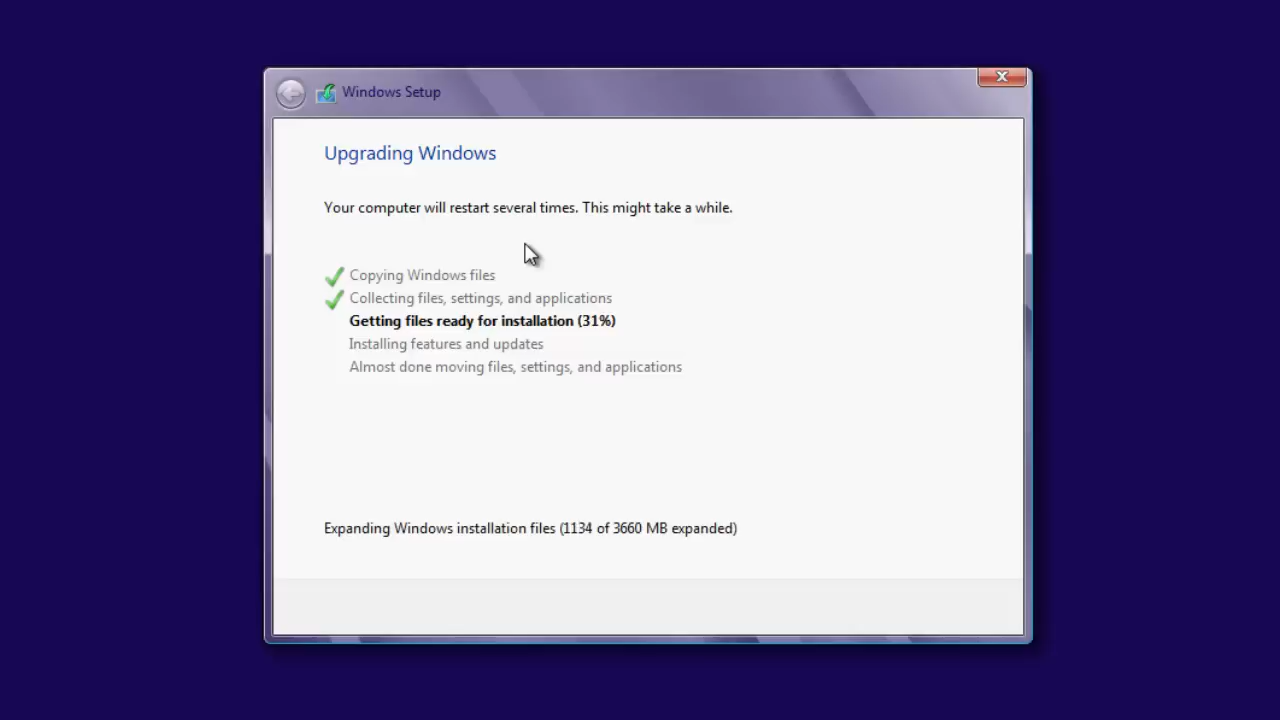 Windows Setup
Upgrading Windows
Your computer will restart several times. This might take a while.
Copying Windows files
Collecting files, settings, and applications
Getting files ready for installation (31%)
Installing features and updates
Almost done moving files, settings, and applications
Expanding Windows installation files (1134 of 3660 MB expanded)